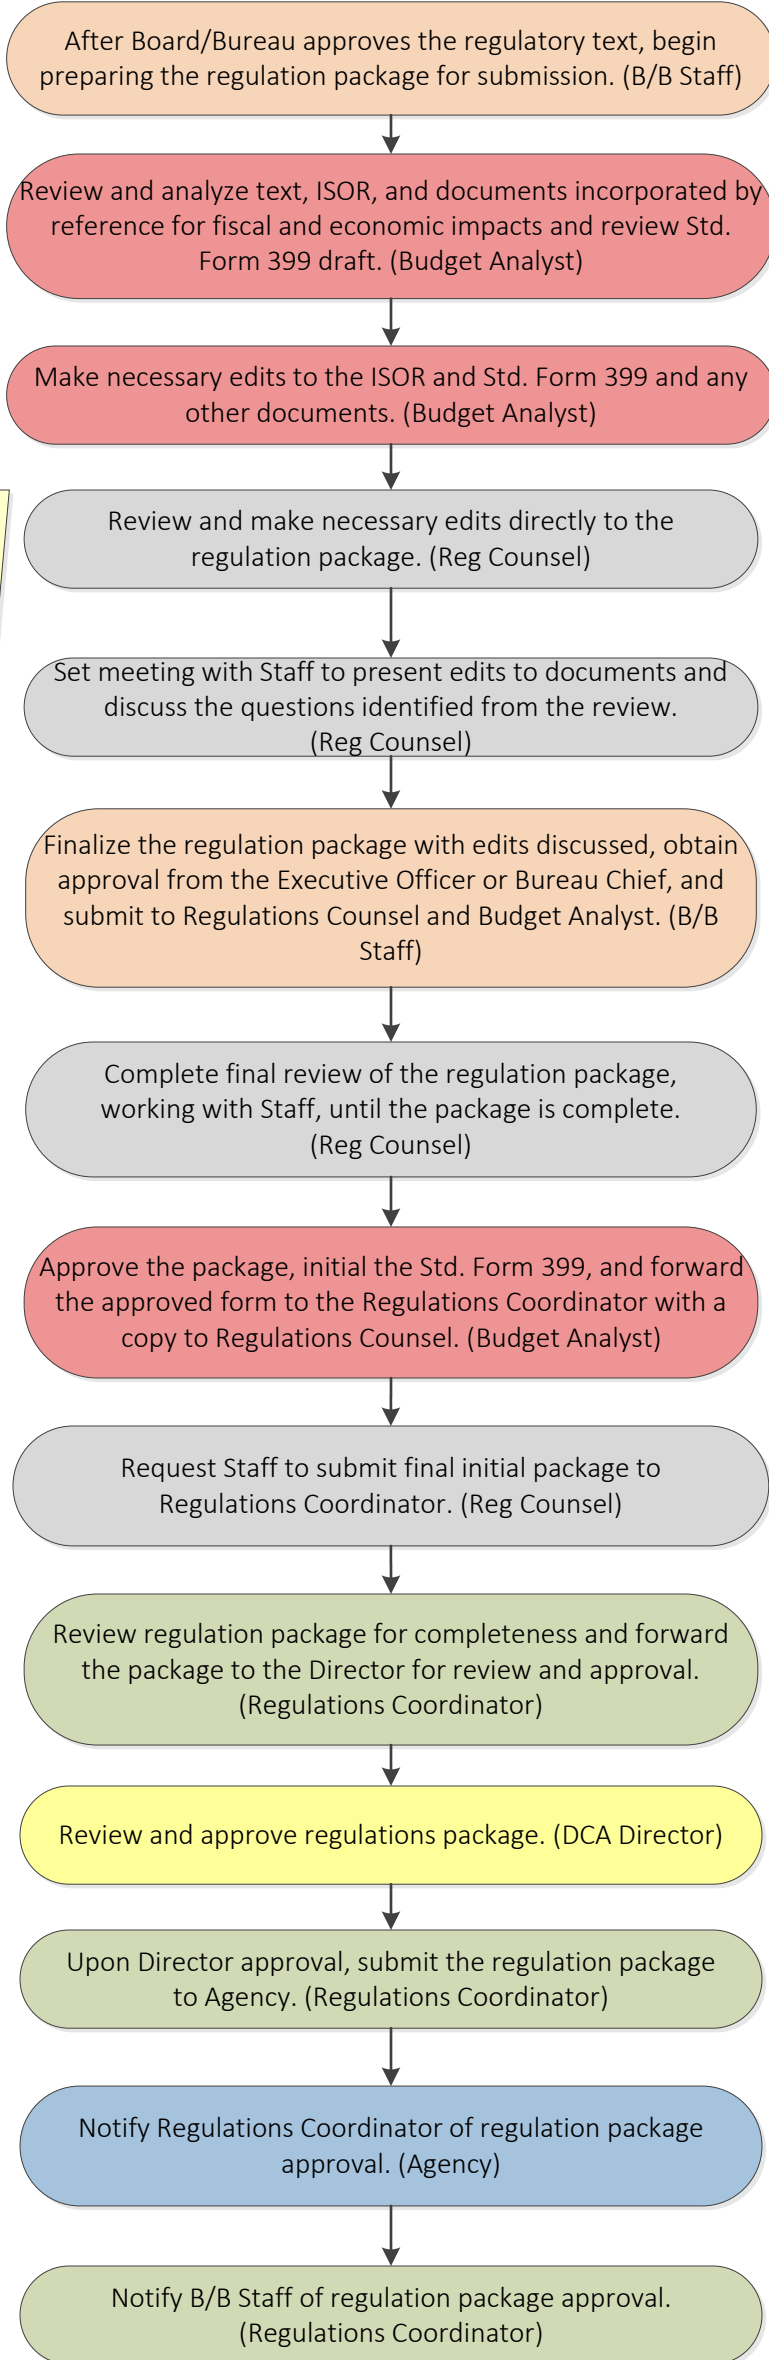 After Board/Bureau approves the regulatory text, begin
preparing the regulation package for submission. (B/B Staff)
Review and analyze text, ISOR, and documents incorporated by
reference for fiscal and economic impacts and review Std.
Form 399 draft. (Budget Analyst)
Make necessary edits to the ISOR and Std. Form 399 and any
other documents. (Budget Analyst)
Review and make necessary edits directly to the
regulation package. (Reg Counsel)
Set meeting with Staff to present edits to documents and
discuss the questions identified from the review.
(Reg Counsel)
Finalize the regulation package with edits discussed, obtain
approval from the Executive Officer or Bureau Chief, and
submit to Regulations Counsel and Budget Analyst. (B/B
Staff)
Complete final review of the regulation package,
working with Staff, until the package is complete.
(Reg Counsel)
Approve the package, initial the Std. Form 399, and forward
the approved form to the Regulations Coordinator with a
copy to Regulations Counsel. (Budget Analyst)
Request Staff to submit final initial package to
Regulations Coordinator. (Reg Counsel)
Review regulation package for completeness and forward
the package to the Director for review and approval.
(Regulations Coordinator)
Review and approve regulations package. (DCA Director)
Upon Director approval, submit the regulation package
to Agency. (Regulations Coordinator)
Notify Regulations Coordinator of regulation package
approval. (Agency)
Notify B/B Staff of regulation package approval.
(Regulations Coordinator)